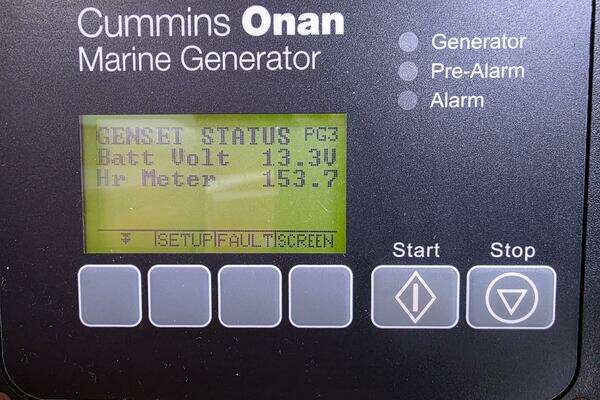 Cummins Onan
Marine Generator
Generator
Pre-Alarm
Alarm
GENSET STATUS PG3
Batt Volt 13.3V
Hr Meter 153.7
SETUP FAULT SCREEN
Start Stop